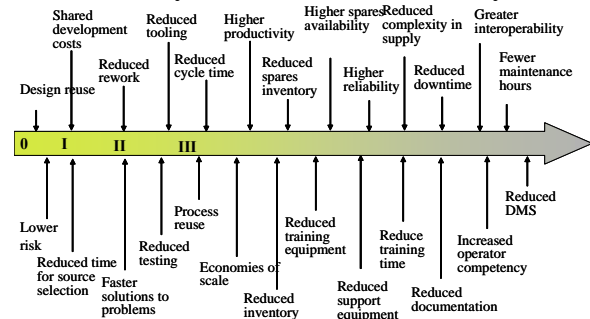 Shared
development
costs
Reduced
tooling
Higher
productivity
Higher spares
availability
Reduced
complexity in
supply
Greater
interoperability
Design reuse
Reduced
rework
Reduced
cycle time
Reduced
spares
inventory
Higher
reliability
Reduced
downtime
Fewer
maintenance
hours
0 I II III
Lower
risk
Reduced time
for source
selection
Faster
solutions to
problems
Reduced
testing
Process
reuse
Economies of
scale
Reduced
inventory
Reduced
training
equipment
Reduced
support
equipment
Reduce
training
time
Reduced
documentation
Increased
operator
competency
Reduced
DMS